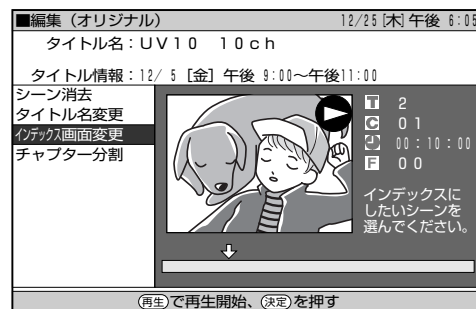 ■編集（オリジナル） 12/25［木］午後 6:05
タイトル名：ＵＶ１０ １０ｃｈ
タイトル情報：12/ 5［金］午後 9:00～午後11:00
シーン消去
タイトル名変更
インデックス画面変更
チャプター分割
T 2
C 01
00：10：00
F 00
インデックスに
したいシーンを
選んでください。
再生で再生開始、決定を押す